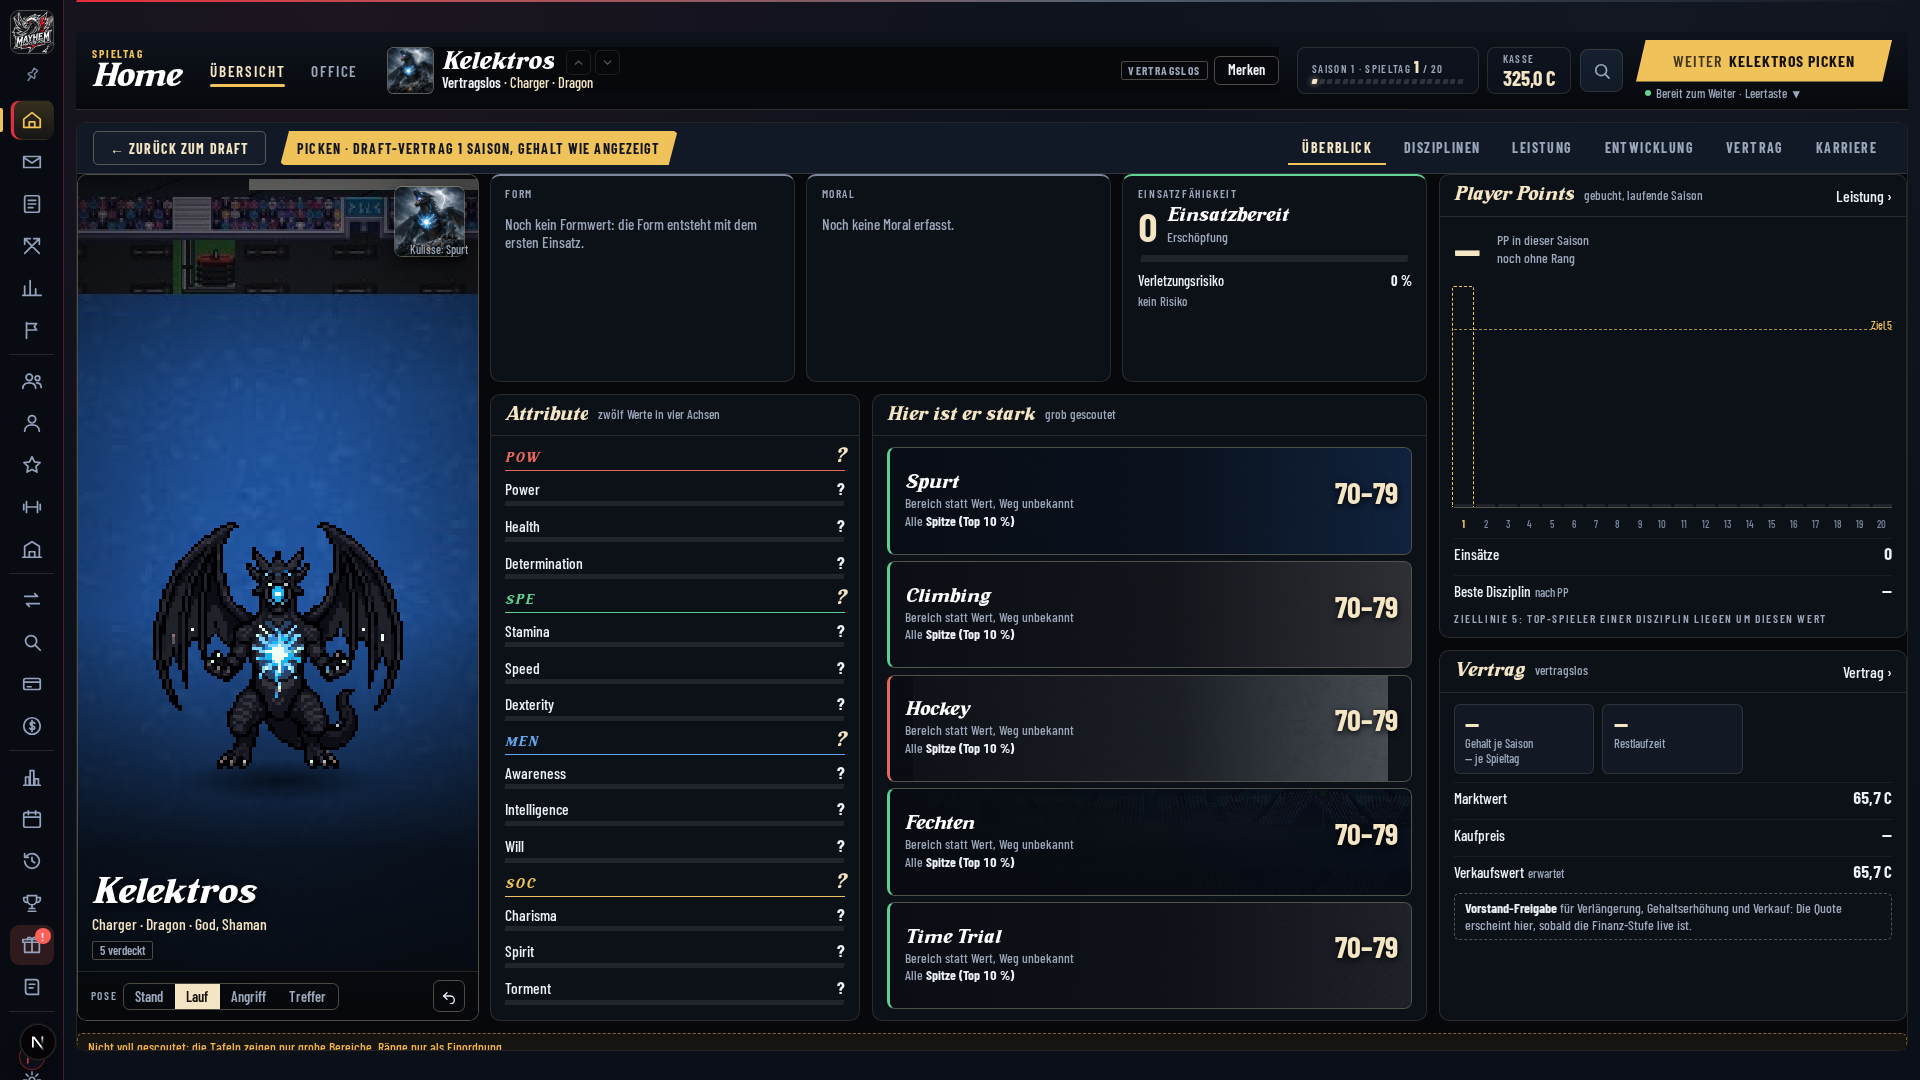 MAYHEM
SPIELTAG
Home
ÜBERSICHT
OFFICE
Kelektros
Vertragslos · Charger · Dragon
VERTRAGSLOS
Merken
SAISON 1 · SPIELTAG 1 / 20
KASSE
325,0 C
WEITER KELEKTROS PICKEN
Bereit zum Weiter · Leertaste ▼
← ZURÜCK ZUM DRAFT
PICKEN · DRAFT-VERTRAG 1 SAISON, GEHALT WIE ANGEZEIGT
ÜBERBLICK
DISZIPLINEN
LEISTUNG
ENTWICKLUNG
VERTRAG
KARRIERE
Kulisse: Spurt
Kelektros
Charger · Dragon · God, Shaman
5 verdeckt
POSE
Stand
Lauf
Angriff
Treffer
FORM
Noch kein Formwert: die Form entsteht mit dem
ersten Einsatz.
MORAL
Noch keine Moral erfasst.
EINSATZFÄHIGKEIT
0 Einsatzbereit
Erschöpfung
Verletzungsrisiko 0 %
kein Risiko
Attribute zwölf Werte in vier Achsen
POW ?
Power ?
Health ?
Determination ?
SPE ?
Stamina ?
Speed ?
Dexterity ?
MEN ?
Awareness ?
Intelligence ?
Will ?
SOC ?
Charisma ?
Spirit ?
Torment ?
Hier ist er stark grob gescoutet
Spurt
Bereich statt Wert, Weg unbekannt
Alle Spitze (Top 10 %)
70–79
Climbing
Bereich statt Wert, Weg unbekannt
Alle Spitze (Top 10 %)
70–79
Hockey
Bereich statt Wert, Weg unbekannt
Alle Spitze (Top 10 %)
70–79
Fechten
Bereich statt Wert, Weg unbekannt
Alle Spitze (Top 10 %)
70–79
Time Trial
Bereich statt Wert, Weg unbekannt
Alle Spitze (Top 10 %)
70–79
Player Points gebucht, laufende Saison
Leistung ›
– PP in dieser Saison
noch ohne Rang
Ziel 5
1 2 3 4 5 6 7 8 9 10 11 12 13 14 15 16 17 18 19 20
Einsätze 0
Beste Disziplin nach PP –
ZIELLINIE 5: TOP-SPIELER EINER DISZIPLIN LIEGEN UM DIESEN WERT
Vertrag vertragslos
Vertrag ›
–
Gehalt je Saison
– je Spieltag
–
Restlaufzeit
Marktwert 65,7 C
Kaufpreis –
Verkaufswert erwartet 65,7 C
Vorstand-Freigabe für Verlängerung, Gehaltserhöhung und Verkauf: Die Quote
erscheint hier, sobald die Finanz-Stufe live ist.
!
N
Nicht voll gescoutet: die Tafeln zeigen nur grobe Bereiche, Ränge nur als Einordnung.